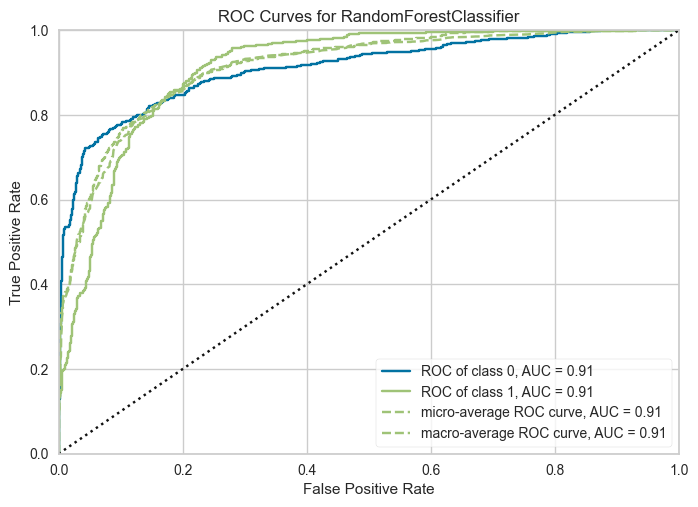 ROC Curves for RandomForestClassifier
True Positive Rate
1.0
0.8
0.6
0.4
0.2
0.0
ROC of class 0, AUC = 0.91
ROC of class 1, AUC = 0.91
micro-average ROC curve, AUC = 0.91
macro-average ROC curve, AUC = 0.91
0.0 0.2 0.4 0.6 0.8 1.0
False Positive Rate